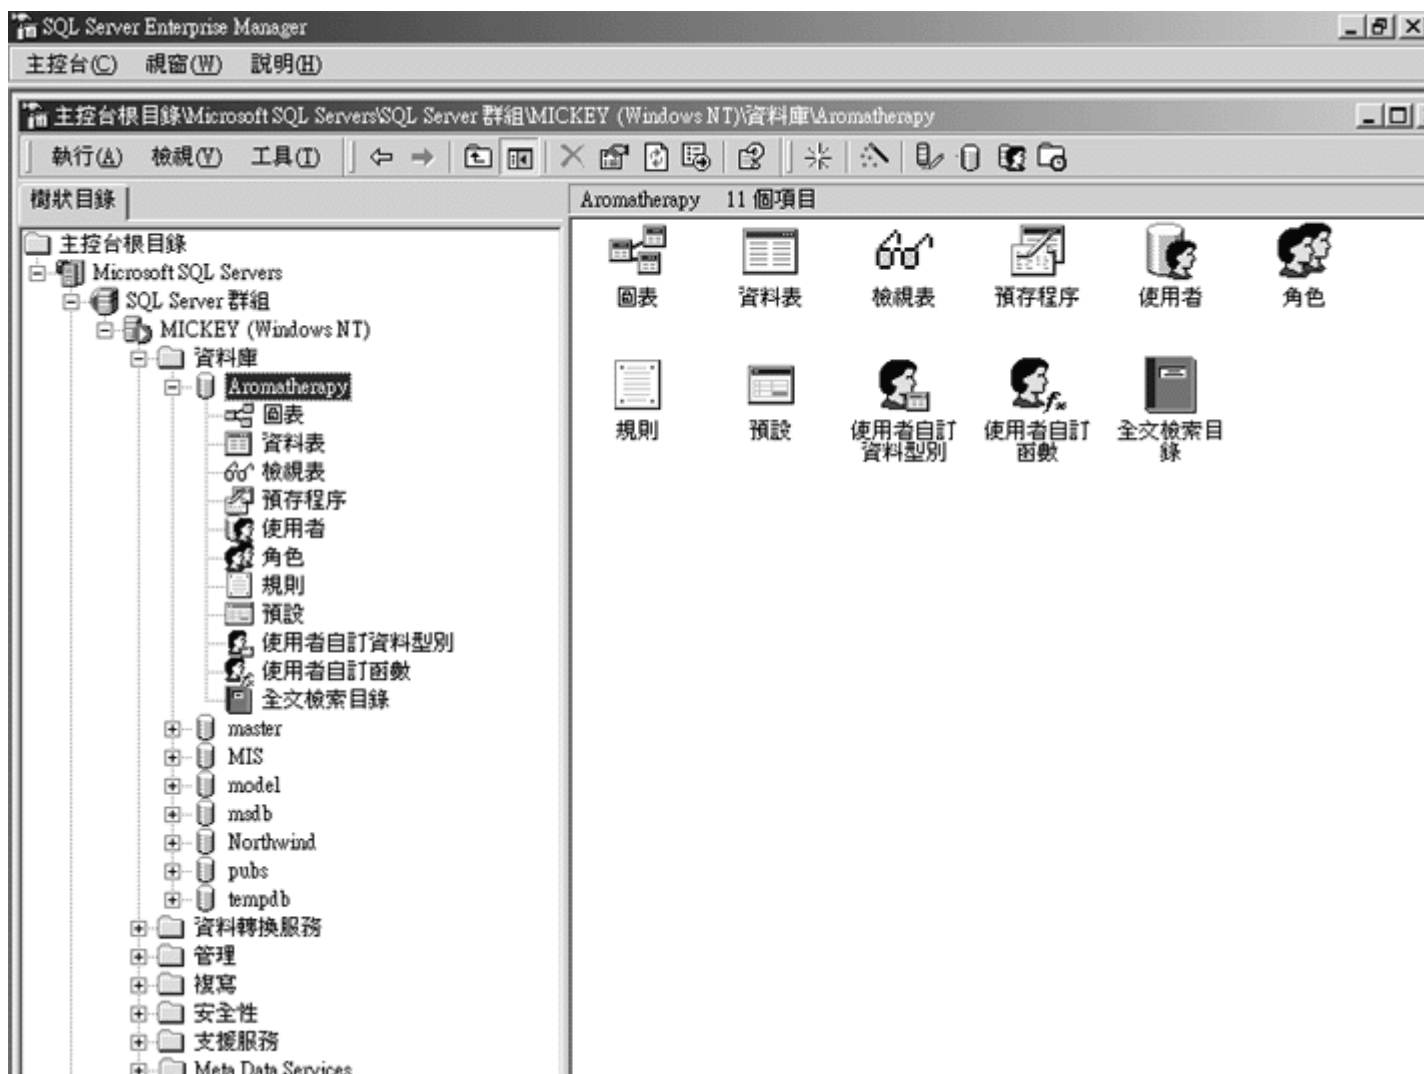 SQL Server Enterprise Manager
主控台(C) 視窗(W) 說明(H)
主控台根目錄\Microsoft SQL Servers\SQL Server 群組\MICKEY (Windows NT)\資料庫\Aromatherapy
執行(A) 檢視(V) 工具(T)
樹狀目錄
Aromatherapy 11 個項目
主控台根目錄
Microsoft SQL Servers
SQL Server 群組
MICKEY (Windows NT)
資料庫
Aromatherapy
圖表
資料表
檢視表
預存程序
使用者
角色
規則
預設
使用者自訂資料型別
使用者自訂函數
全文檢索目錄
master
MIS
model
msdb
Northwind
pubs
tempdb
資料轉換服務
管理
複寫
安全性
支援服務
Meta Data Services
圖表 資料表 檢視表 預存程序 使用者 角色
規則 預設 使用者自訂 使用者自訂 全文檢索目
資料型別 函數 錄